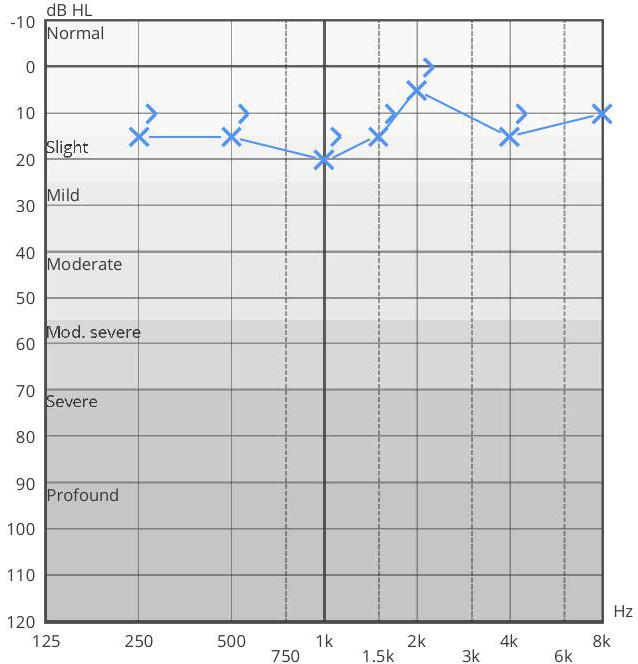 dB HL
-10
Normal
0
10
Slight
20
Mild
30
40
Moderate
50
Mod. severe
60
70
Severe
80
90
Profound
100
110
120
Hz
125 250 500 1k 2k 4k 8k
750 1.5k 3k 6k